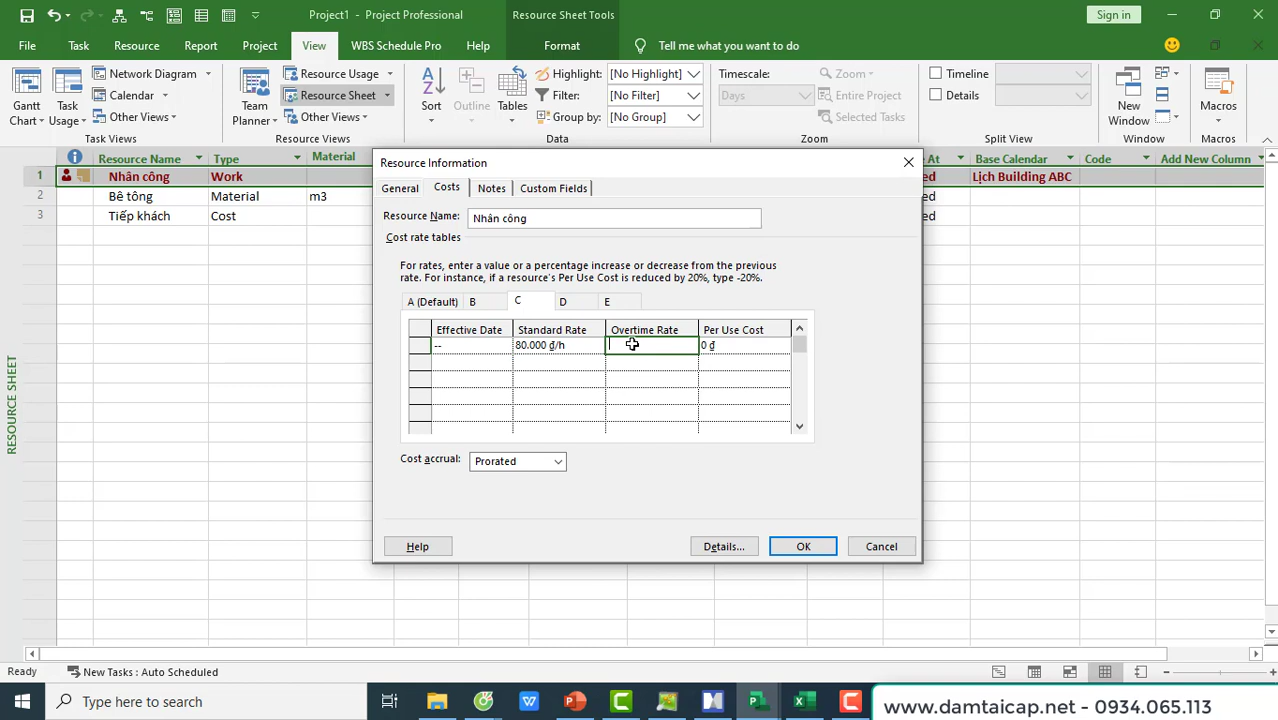 Project1 - Project Professional
Resource Sheet Tools
Sign in
File
Task
Resource
Report
Project
View
WBS Schedule Pro
Help
Format
Tell me what you want to do
Gantt Chart
Task Usage
Network Diagram
Calendar
Other Views
Task Views
Team Planner
Resource Usage
Resource Sheet
Other Views
Resource Views
Sort
Outline
Tables
Highlight: [No Highlight]
Filter: [No Filter]
Group by: [No Group]
Data
Timescale:
Days
Zoom
Entire Project
Selected Tasks
Zoom
Timeline
Details
Split View
New Window
Window
Macros
Macros
Resource Name
Type
Material
At
Base Calendar
Code
Add New Column
1 Nhân công Work ed Lịch Building ABC
2 Bê tông Material m3 ed
3 Tiếp khách Cost ed
RESOURCE SHEET
Resource Information
General
Costs
Notes
Custom Fields
Resource Name: Nhân công
Cost rate tables
For rates, enter a value or a percentage increase or decrease from the previous
rate. For instance, if a resource's Per Use Cost is reduced by 20%, type -20%.
A (Default)
B
C
D
E
Effective Date Standard Rate Overtime Rate Per Use Cost
-- 80.000 ₫/h 0 ₫
Cost accrual: Prorated
Help
Details...
OK
Cancel
Ready
New Tasks : Auto Scheduled
Type here to search
www.damtaicap.net - 0934.065.113